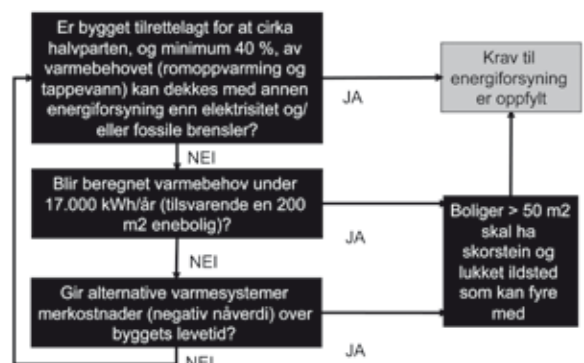 Er bygget tilrettelagt for at cirka
halvparten, og minimum 40 %, av
varmebehovet (romoppvarming og
tappevann) kan dekkes med annen
energiforsyning enn elektrisitet og/
eller fossile brensler?
JA
Krav til
energiforsyning
er oppfylt
NEI
Blir beregnet varmebehov under
17.000 kWh/år (tilsvarende en 200
m2 enebolig)?
JA
Boliger > 50 m2
skal ha
skorstein og
lukket ildsted
som kan fyre
med
NEI
Gir alternative varmesystemer
merkostnader (negativ nåverdi) over
byggets levetid?
JA
NEI